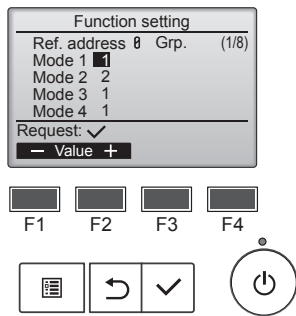 Function setting
Ref. address 0 Grp. (1/8)
Mode 1 1
Mode 2 2
Mode 3 1
Mode 4 1
Request: ✓
− Value +
F1 F2 F3 F4